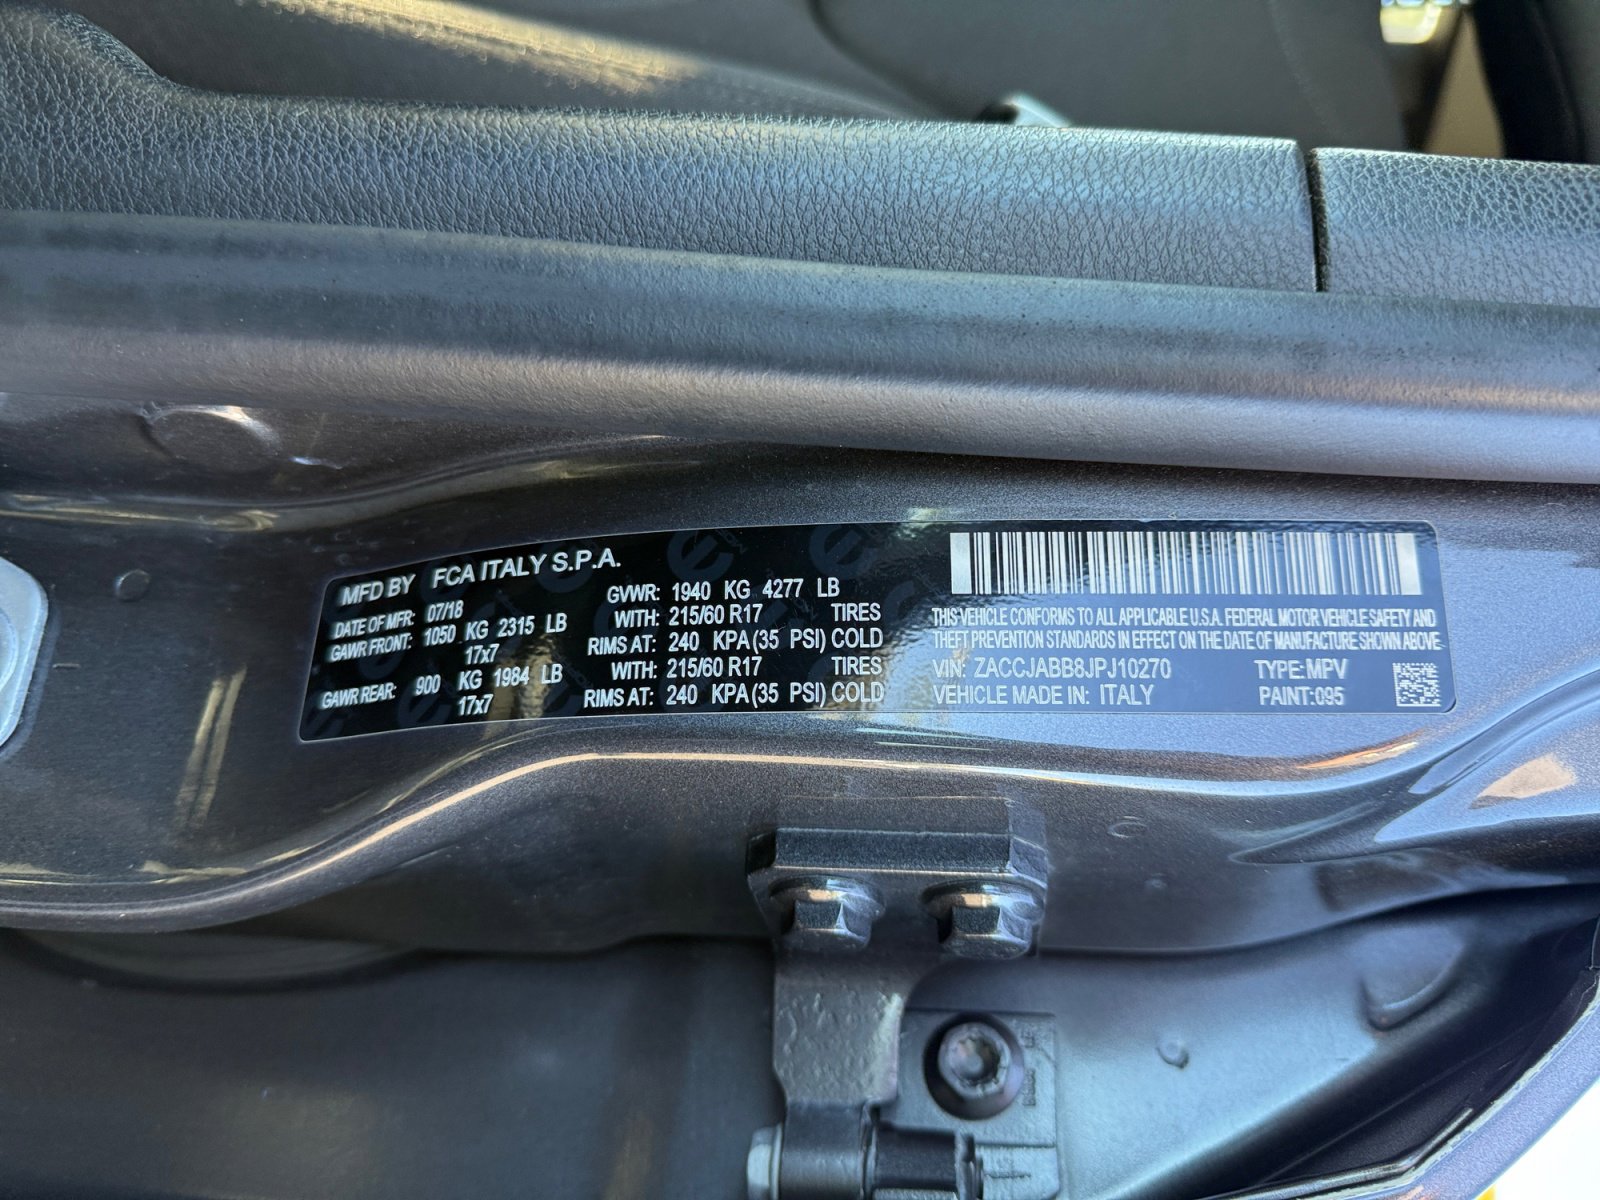 MFD BY FCA ITALY S.P.A.
DATE OF MFR: 07/18 GVWR: 1940 KG 4277 LB
GAWR FRONT: 1050 KG 2315 LB WITH: 215/60 R17 TIRES
17x7 RIMS AT: 240 KPA(35 PSI) COLD
GAWR REAR: 900 KG 1984 LB WITH: 215/60 R17 TIRES
17x7 RIMS AT: 240 KPA(35 PSI) COLD
THIS VEHICLE CONFORMS TO ALL APPLICABLE U.S.A. FEDERAL MOTOR VEHICLE SAFETY AND
THEFT PREVENTION STANDARDS IN EFFECT ON THE DATE OF MANUFACTURE SHOWN ABOVE
VIN: ZACCJABB8JPJ10270 TYPE:MPV
VEHICLE MADE IN: ITALY PAINT:095